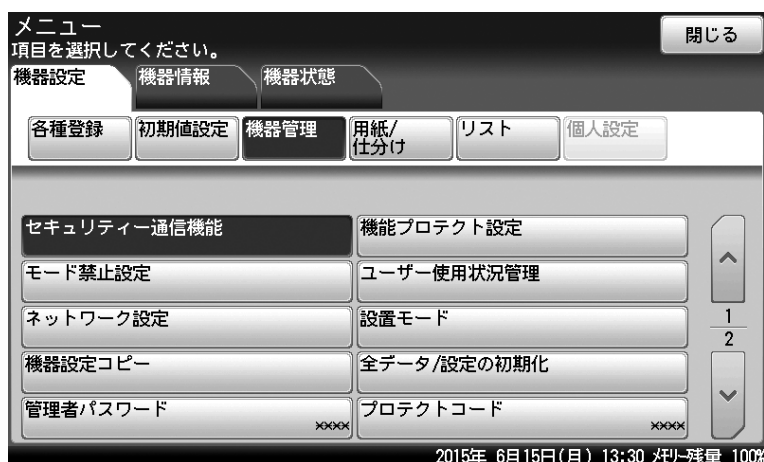 メニュー
項目を選択してください。
閉じる
機器設定 機器情報 機器状態
各種登録 初期値設定 機器管理 用紙/
仕分け リスト 個人設定
セキュリティー通信機能 機能プロテクト設定
モード禁止設定 ユーザー使用状況管理
ネットワーク設定 設置モード
1
2
機器設定コピー 全データ/設定の初期化
管理者パスワード ×××× プロテクトコード ××××
2015年 6月15日(月) 13:30 メモリー残量 100%